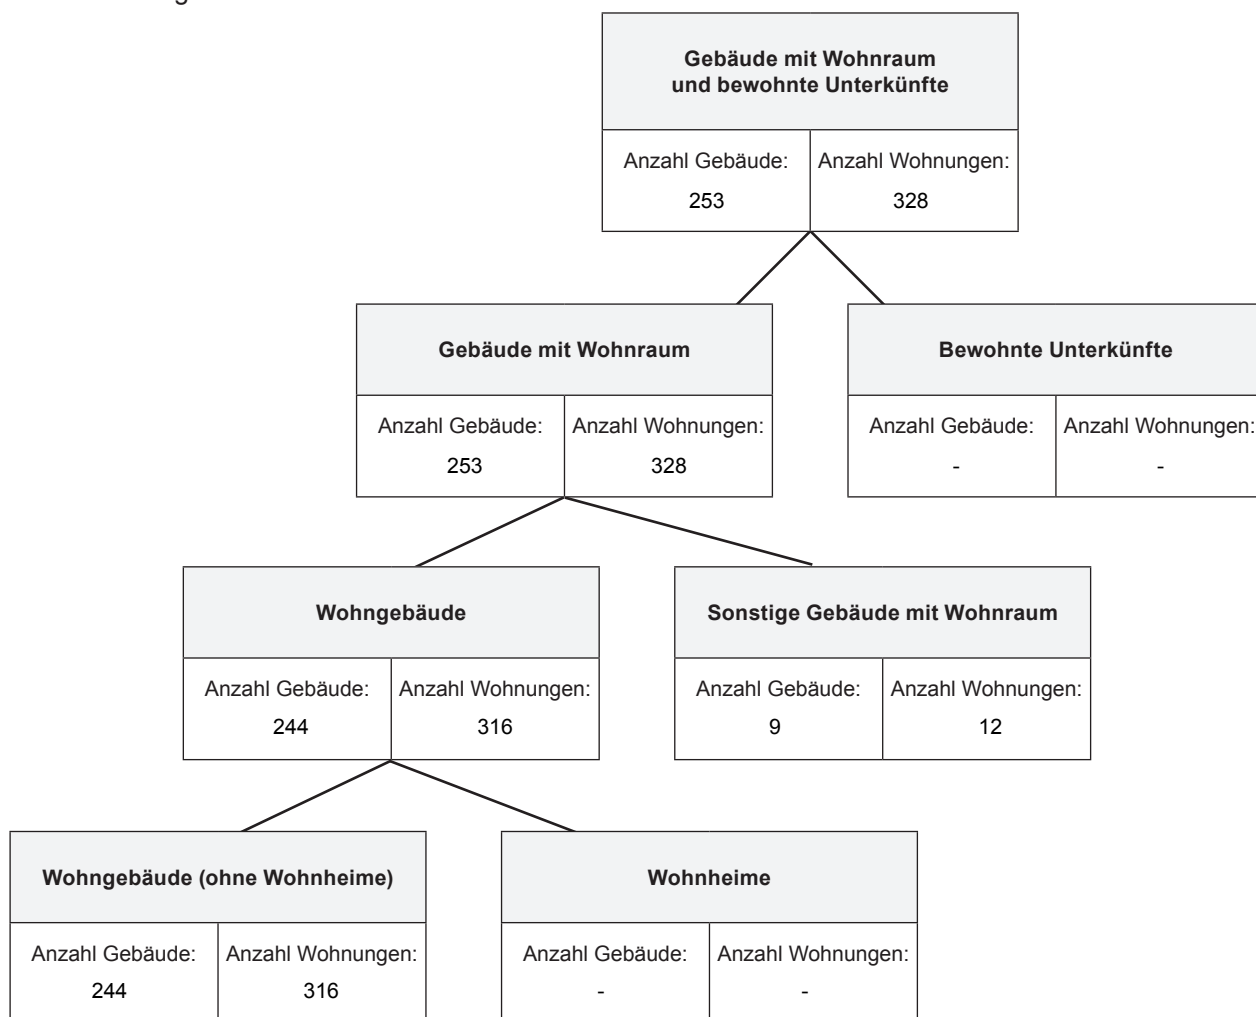 Gebäude mit Wohnraum
und bewohnte Unterkünfte
Anzahl Gebäude: Anzahl Wohnungen:
253 328
Gebäude mit Wohnraum Bewohnte Unterkünfte
Anzahl Gebäude: Anzahl Wohnungen: Anzahl Gebäude: Anzahl Wohnungen:
253 328 - -
Wohngebäude Sonstige Gebäude mit Wohnraum
Anzahl Gebäude: Anzahl Wohnungen: Anzahl Gebäude: Anzahl Wohnungen:
244 316 9 12
Wohngebäude (ohne Wohnheime) Wohnheime
Anzahl Gebäude: Anzahl Wohnungen: Anzahl Gebäude: Anzahl Wohnungen:
244 316 - -